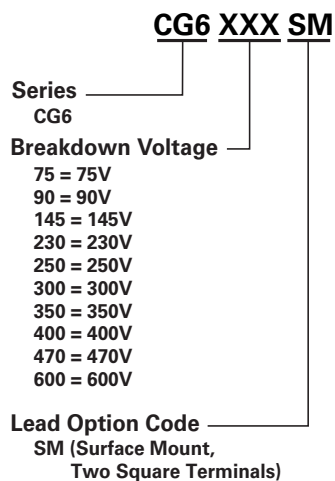 CG6 XXX SM
Series
CG6
Breakdown Voltage
75 = 75V
90 = 90V
145 = 145V
230 = 230V
250 = 250V
300 = 300V
350 = 350V
400 = 400V
470 = 470V
600 = 600V
Lead Option Code
SM (Surface Mount,
Two Square Terminals)